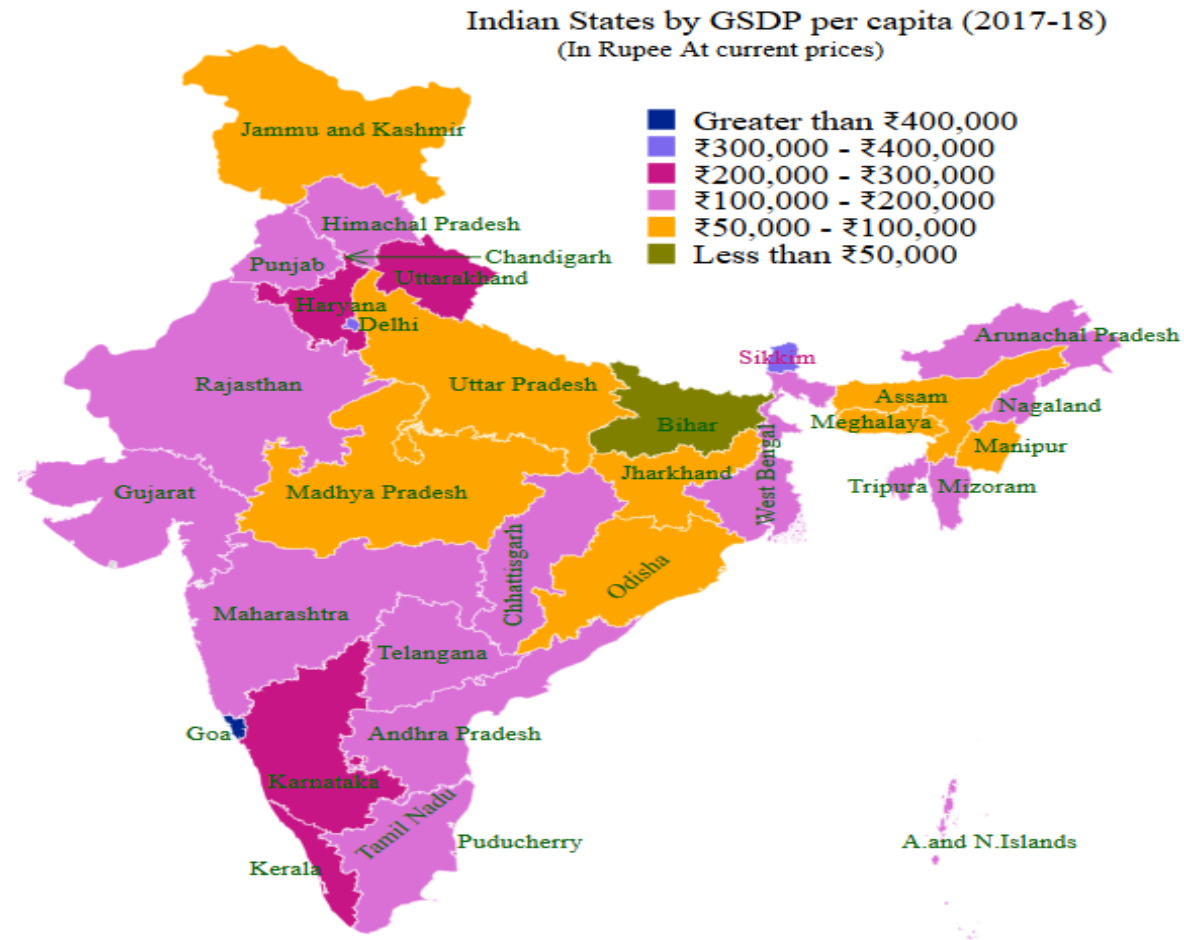 Indian States by GSDP per capita (2017-18)
(In Rupee At current prices)
Greater than ₹400,000
₹300,000 - ₹400,000
₹200,000 - ₹300,000
₹100,000 - ₹200,000
₹50,000 - ₹100,000
Less than ₹50,000
Jammu and Kashmir
Himachal Pradesh
Punjab
Chandigarh
Uttarakhand
Haryana
Delhi
Rajasthan
Uttar Pradesh
Bihar
Sikkim
Arunachal Pradesh
Assam
Nagaland
Meghalaya
Manipur
Tripura
Mizoram
West Bengal
Jharkhand
Gujarat
Madhya Pradesh
Chhattisgarh
Odisha
Maharashtra
Telangana
Goa
Andhra Pradesh
Karnataka
Tamil Nadu
Puducherry
Kerala
A.and N.Islands